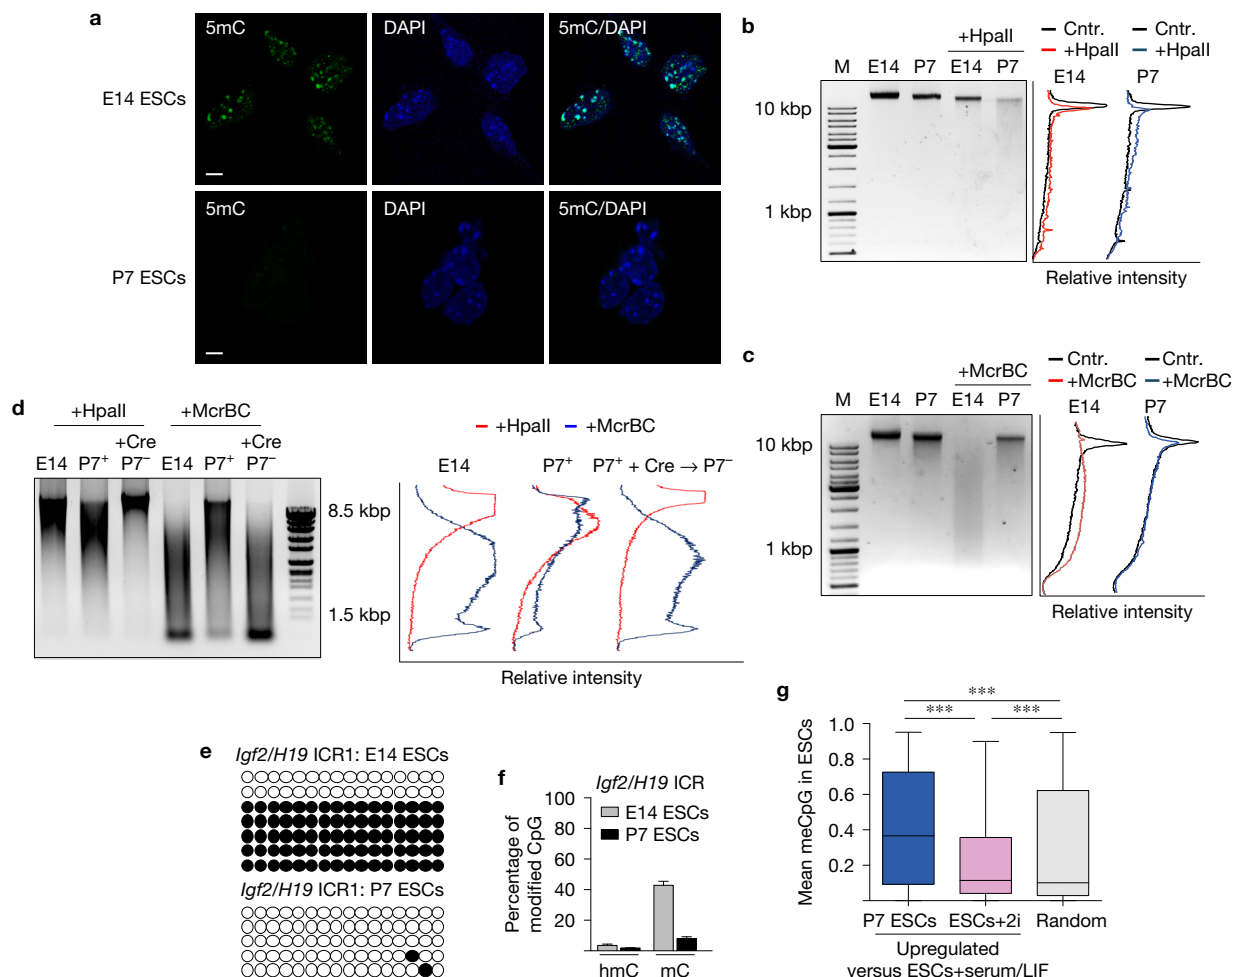 a
5mC
DAPI
5mC/DAPI
E14 ESCs
5mC
DAPI
5mC/DAPI
P7 ESCs
b
+HpaII
M E14 P7 E14 P7
10 kbp
1 kbp
Cntr.
+HpaII
E14
Cntr.
+HpaII
P7
Relative intensity
c
+McrBC
M E14 P7 E14 P7
10 kbp
1 kbp
Cntr.
+McrBC
E14
Cntr.
+McrBC
P7
Relative intensity
d
+HpaII +McrBC
+Cre +Cre
E14 P7+ P7− E14 P7+ P7−
8.5 kbp
1.5 kbp
+HpaII +McrBC
E14 P7+ P7+ + Cre → P7−
Relative intensity
e
Igf2/H19 ICR1: E14 ESCs
Igf2/H19 ICR1: P7 ESCs
f
Igf2/H19 ICR
E14 ESCs
P7 ESCs
Percentage of
modified CpG
100
80
60
40
20
hmC mC
g
***
*** ***
Mean meCpG in ESCs
1.0
0.8
0.6
0.4
0.2
P7 ESCs ESCs+2i Random
Upregulated
versus ESCs+serum/LIF